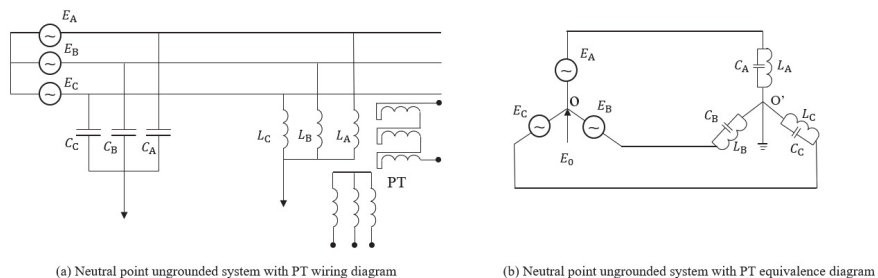 E_A
E_B
E_C
C_C
C_B
C_A
L_C
L_B
L_A
PT
(a) Neutral point ungrounded system with PT wiring diagram
E_A
C_A
L_A
E_C
O
E_B
O'
C_B
L_C
L_B
C_C
E_0
(b) Neutral point ungrounded system with PT equivalence diagram